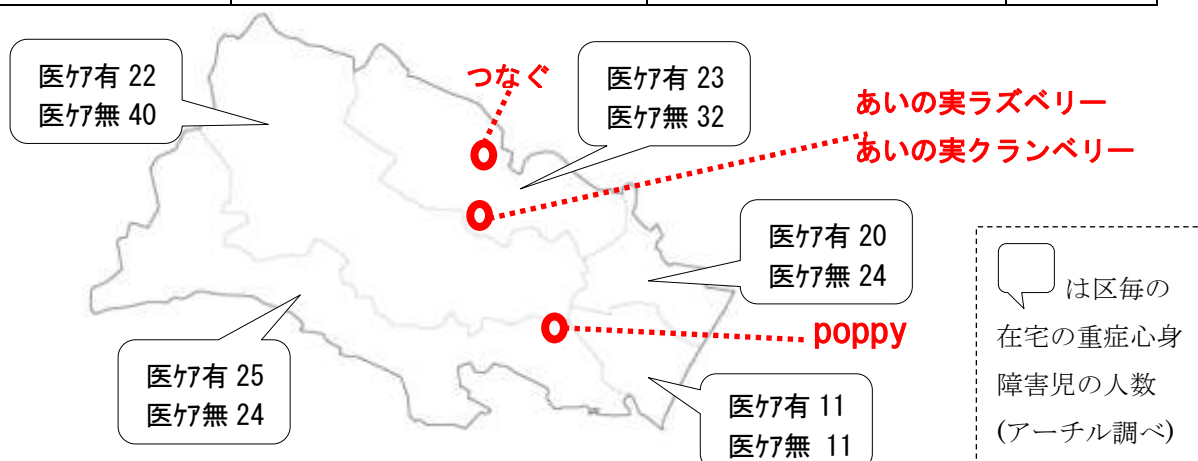 医ｹｱ有 22
医ｹｱ無 40
つなぐ
医ｹｱ有 23
医ｹｱ無 32
あいの実ラズベリー
あいの実クランベリー
医ｹｱ有 20
医ｹｱ無 24
poppy
医ｹｱ有 25
医ｹｱ無 24
医ｹｱ有 11
医ｹｱ無 11
は区毎の
在宅の重症心身
障害児の人数
(アーチル調べ)